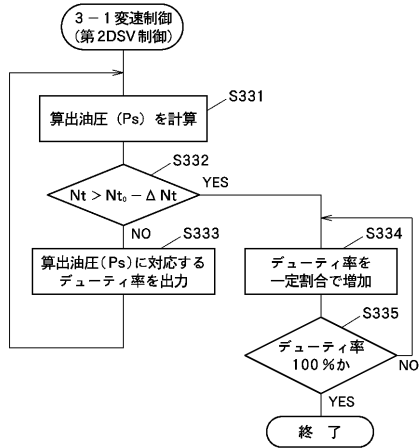 3－1変速制御
(第2DSV制御)
S331
算出油圧（Ps）を計算
S332
Nt＞Nt₀－ΔNt
YES
NO
S333
算出油圧(Ps)に対応する
デューティ率を出力
S334
デューティ率を
一定割合で増加
S335
デューティ率
100％か
NO
YES
終 了